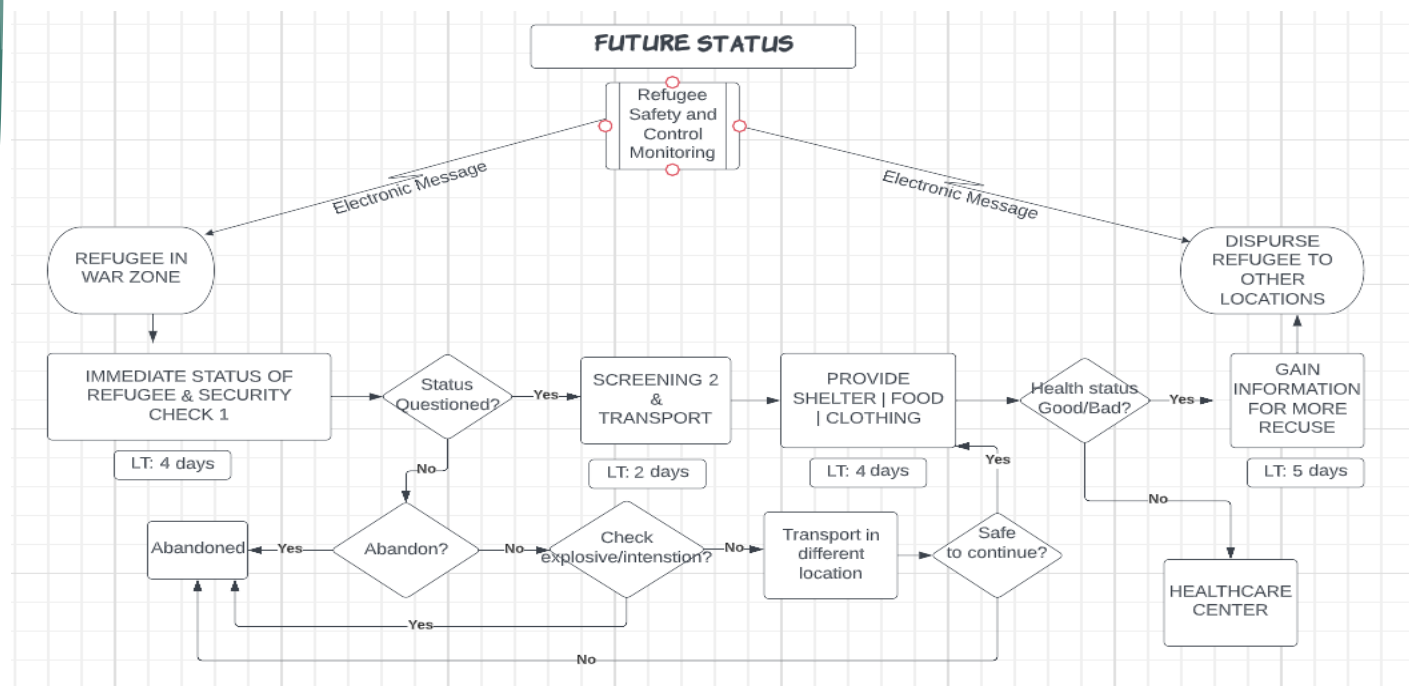 FUTURE STATUS
Refugee
Safety and
Control
Monitoring
Electronic Message
Electronic Message
REFUGEE IN
WAR ZONE
DISPURSE
REFUGEE TO
OTHER
LOCATIONS
IMMEDIATE STATUS OF
REFUGEE & SECURITY
CHECK 1
LT: 4 days
Status
Questioned?
Yes
No
SCREENING 2
&
TRANSPORT
LT: 2 days
PROVIDE
SHELTER | FOOD
| CLOTHING
LT: 4 days
Health status
Good/Bad?
Yes
No
GAIN
INFORMATION
FOR MORE
RECUSE
LT: 5 days
Abandoned
Yes
Abandon?
No
Check
explosive/intenstion?
No
Transport in
different
location
Safe
to continue?
Yes
HEALTHCARE
CENTER
Yes
No